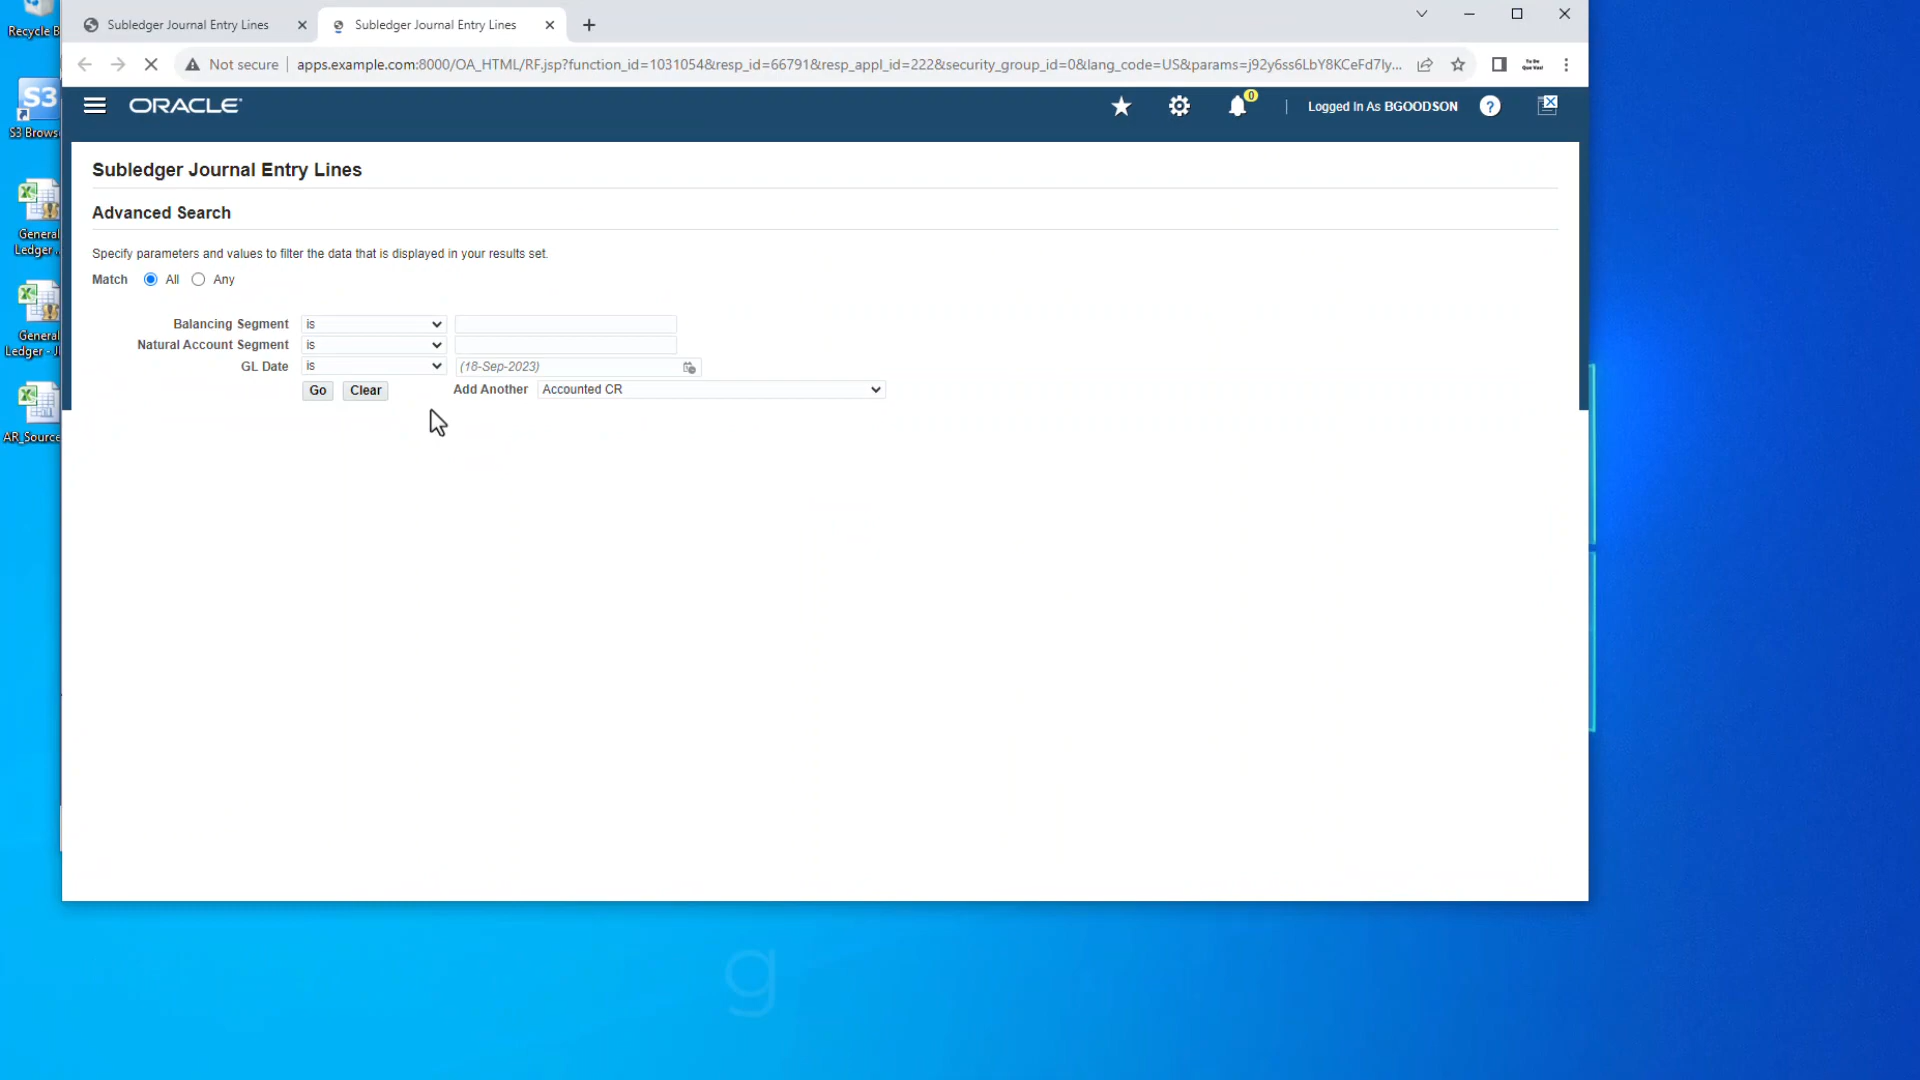 Recycle B
Subledger Journal Entry Lines
Subledger Journal Entry Lines
Not secure
apps.example.com:8000/OA_HTML/RF.jsp?function_id=1031054&resp_id=66791&resp_appl_id=222&security_group_id=0&lang_code=US&params=j92y6ss6LbY8KCeFd7Iy...
ORACLE
0
Logged In As BGOODSON
?
S3
S3 Brows
Subledger Journal Entry Lines
Advanced Search
Specify parameters and values to filter the data that is displayed in your results set.
Match All Any
General
Ledger ..
Balancing Segment is
Natural Account Segment is
GL Date is (18-Sep-2023)
Go Clear Add Another Accounted CR
General
Ledger - J
AR_Source
g